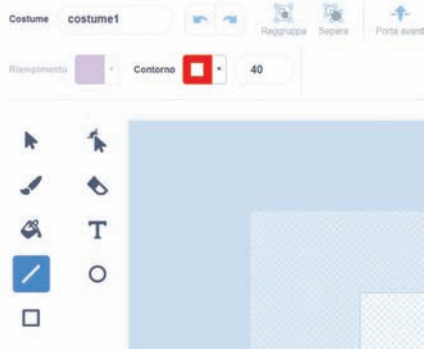 Costume costume1
Raggruppa Separa Porta avanti
Riempimento Contorno 40
T